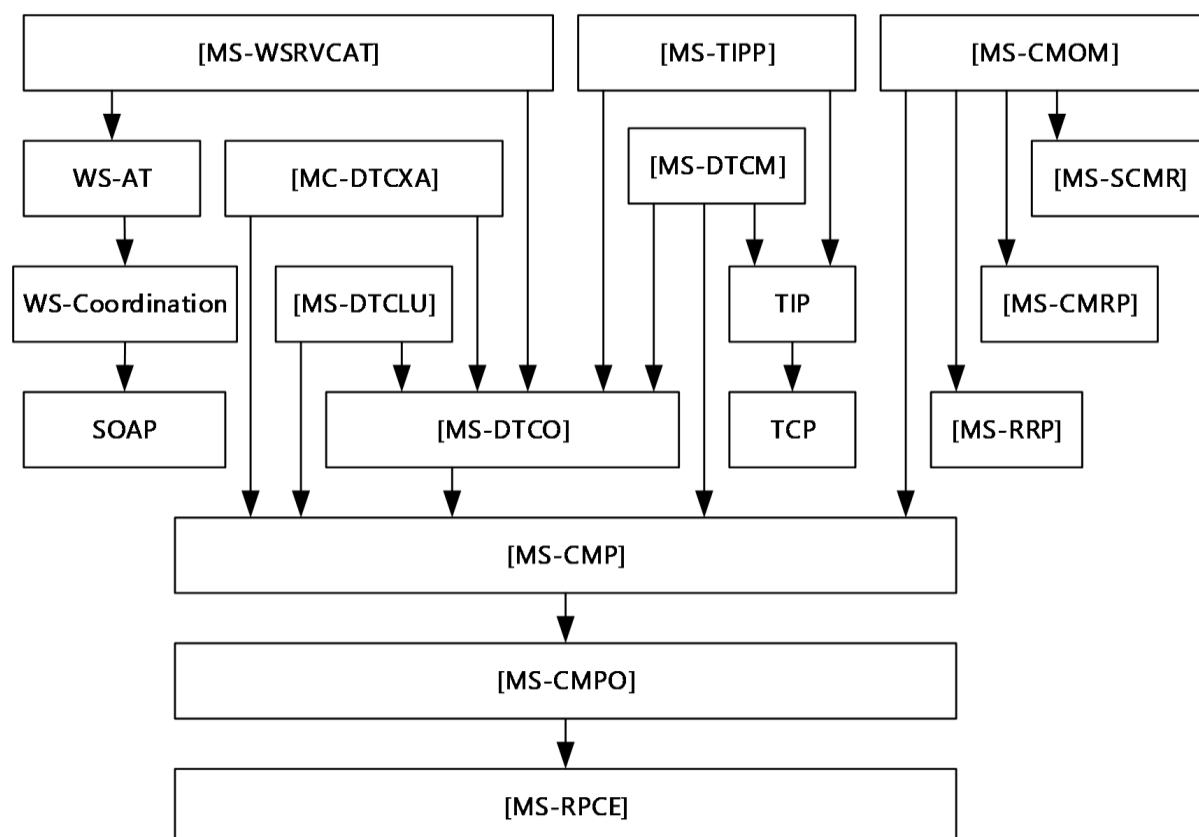 [MS-WSRVCAT]
[MS-TIPP]
[MS-CMOM]
WS-AT
[MC-DTCXA]
[MS-DTCM]
[MS-SCMR]
WS-Coordination
[MS-DTCLU]
TIP
[MS-CMRP]
SOAP
[MS-DTCO]
TCP
[MS-RRP]
[MS-CMP]
[MS-CMPO]
[MS-RPCE]